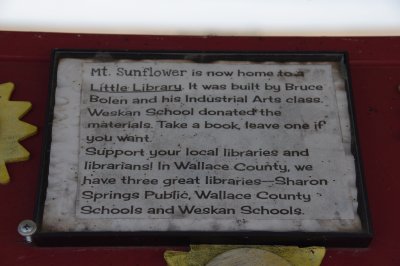 Mt. Sunflower is now home to a
Little Library. It was built by Bruce
Bolen and his Industrial Arts class.
Weskan School donated the
materials. Take a book, leave one if
you want.
Support your local libraries and
librarians! In Wallace County, we
have three great libraries—Sharon
Springs Public, Wallace County
Schools and Weskan Schools.